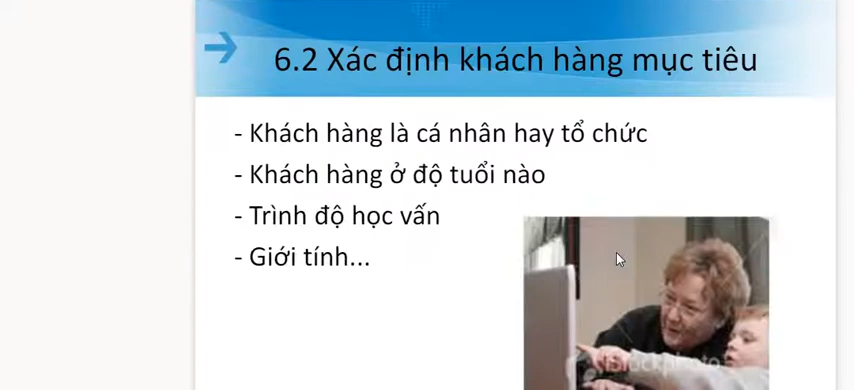 6.2 Xác định khách hàng mục tiêu
- Khách hàng là cá nhân hay tổ chức
- Khách hàng ở độ tuổi nào
- Trình độ học vấn
- Giới tính...
iStockphoto